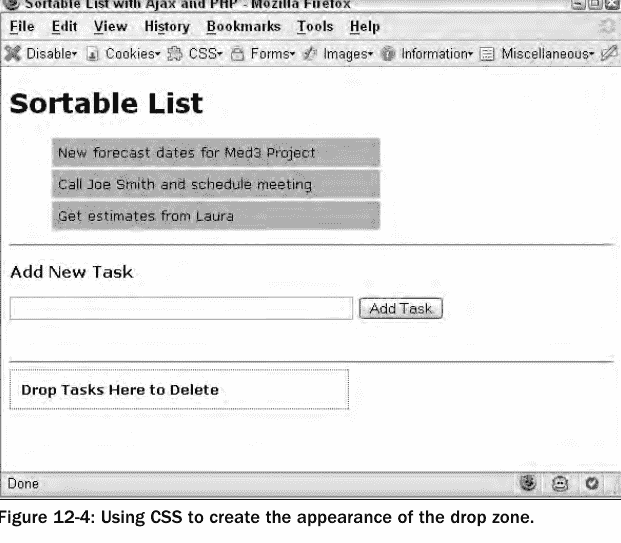 Sortable List with Ajax and PHP - Mozilla Firefox
File Edit View History Bookmarks Tools Help
Disable Cookies CSS Forms Images Information Miscellaneous
Sortable List
New forecast dates for Med3 Project
Call Joe Smith and schedule meeting
Get estimates from Laura
Add New Task
Add Task
Drop Tasks Here to Delete
Done
Figure 12-4: Using CSS to create the appearance of the drop zone.